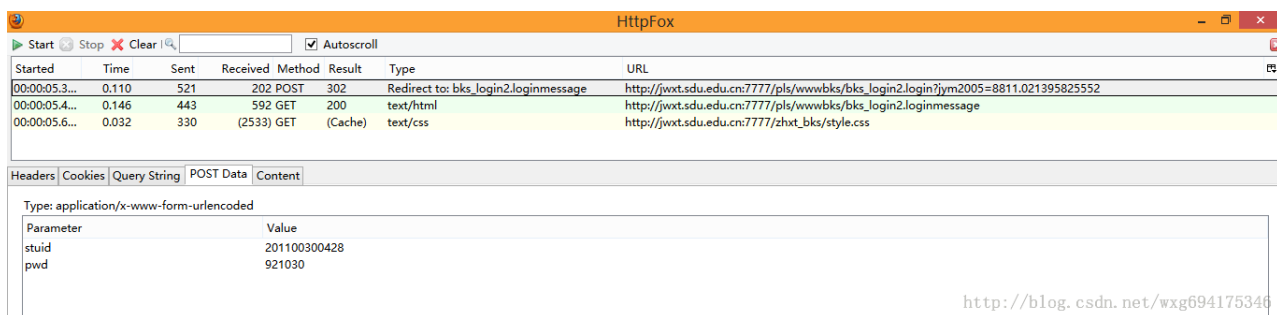 HttpFox
Start Stop Clear Autoscroll
Started Time Sent Received Method Result Type URL
00:00:05.3... 0.110 521 202 POST 302 Redirect to: bks_login2.loginmessage http://jwxt.sdu.edu.cn:7777/pls/wwwbks/bks_login2.login?jym2005=8811.021395825552
00:00:05.4... 0.146 443 592 GET 200 text/html http://jwxt.sdu.edu.cn:7777/pls/wwwbks/bks_login2.loginmessage
00:00:05.6... 0.032 330 (2533) GET (Cache) text/css http://jwxt.sdu.edu.cn:7777/zhxt_bks/style.css
Headers Cookies Query String POST Data Content
Type: application/x-www-form-urlencoded
Parameter Value
stuid 201100300428
pwd 921030
http://blog.csdn.net/wxg694175346